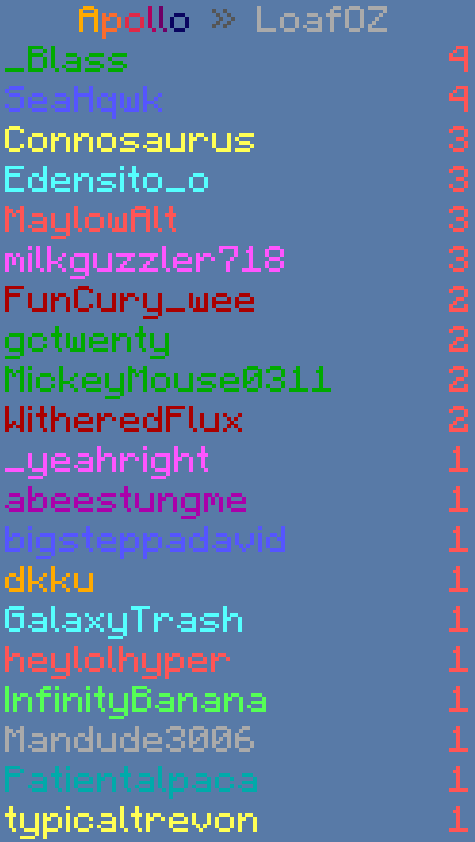 Apollo » LoafOZ
_Blass 4
SeaHqwk 4
Connosaurus 3
Edensito_o 3
MaylowAlt 3
milkguzzler718 3
FunCury_wee 2
gctwenty 2
MickeyMouse0311 2
WitheredFlux 2
_yeahright 1
abeestungme 1
bigsteppadavid 1
dkku 1
GalaxyTrash 1
heylolhyper 1
InfinityBanana 1
Mandude3006 1
Patientalpaca 1
typicaltrevon 1